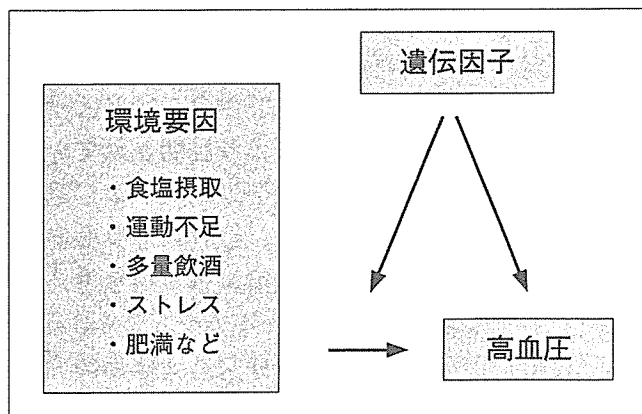 遺伝因子
環境要因
・食塩摂取
・運動不足
・多量飲酒
・ストレス
・肥満など
高血圧